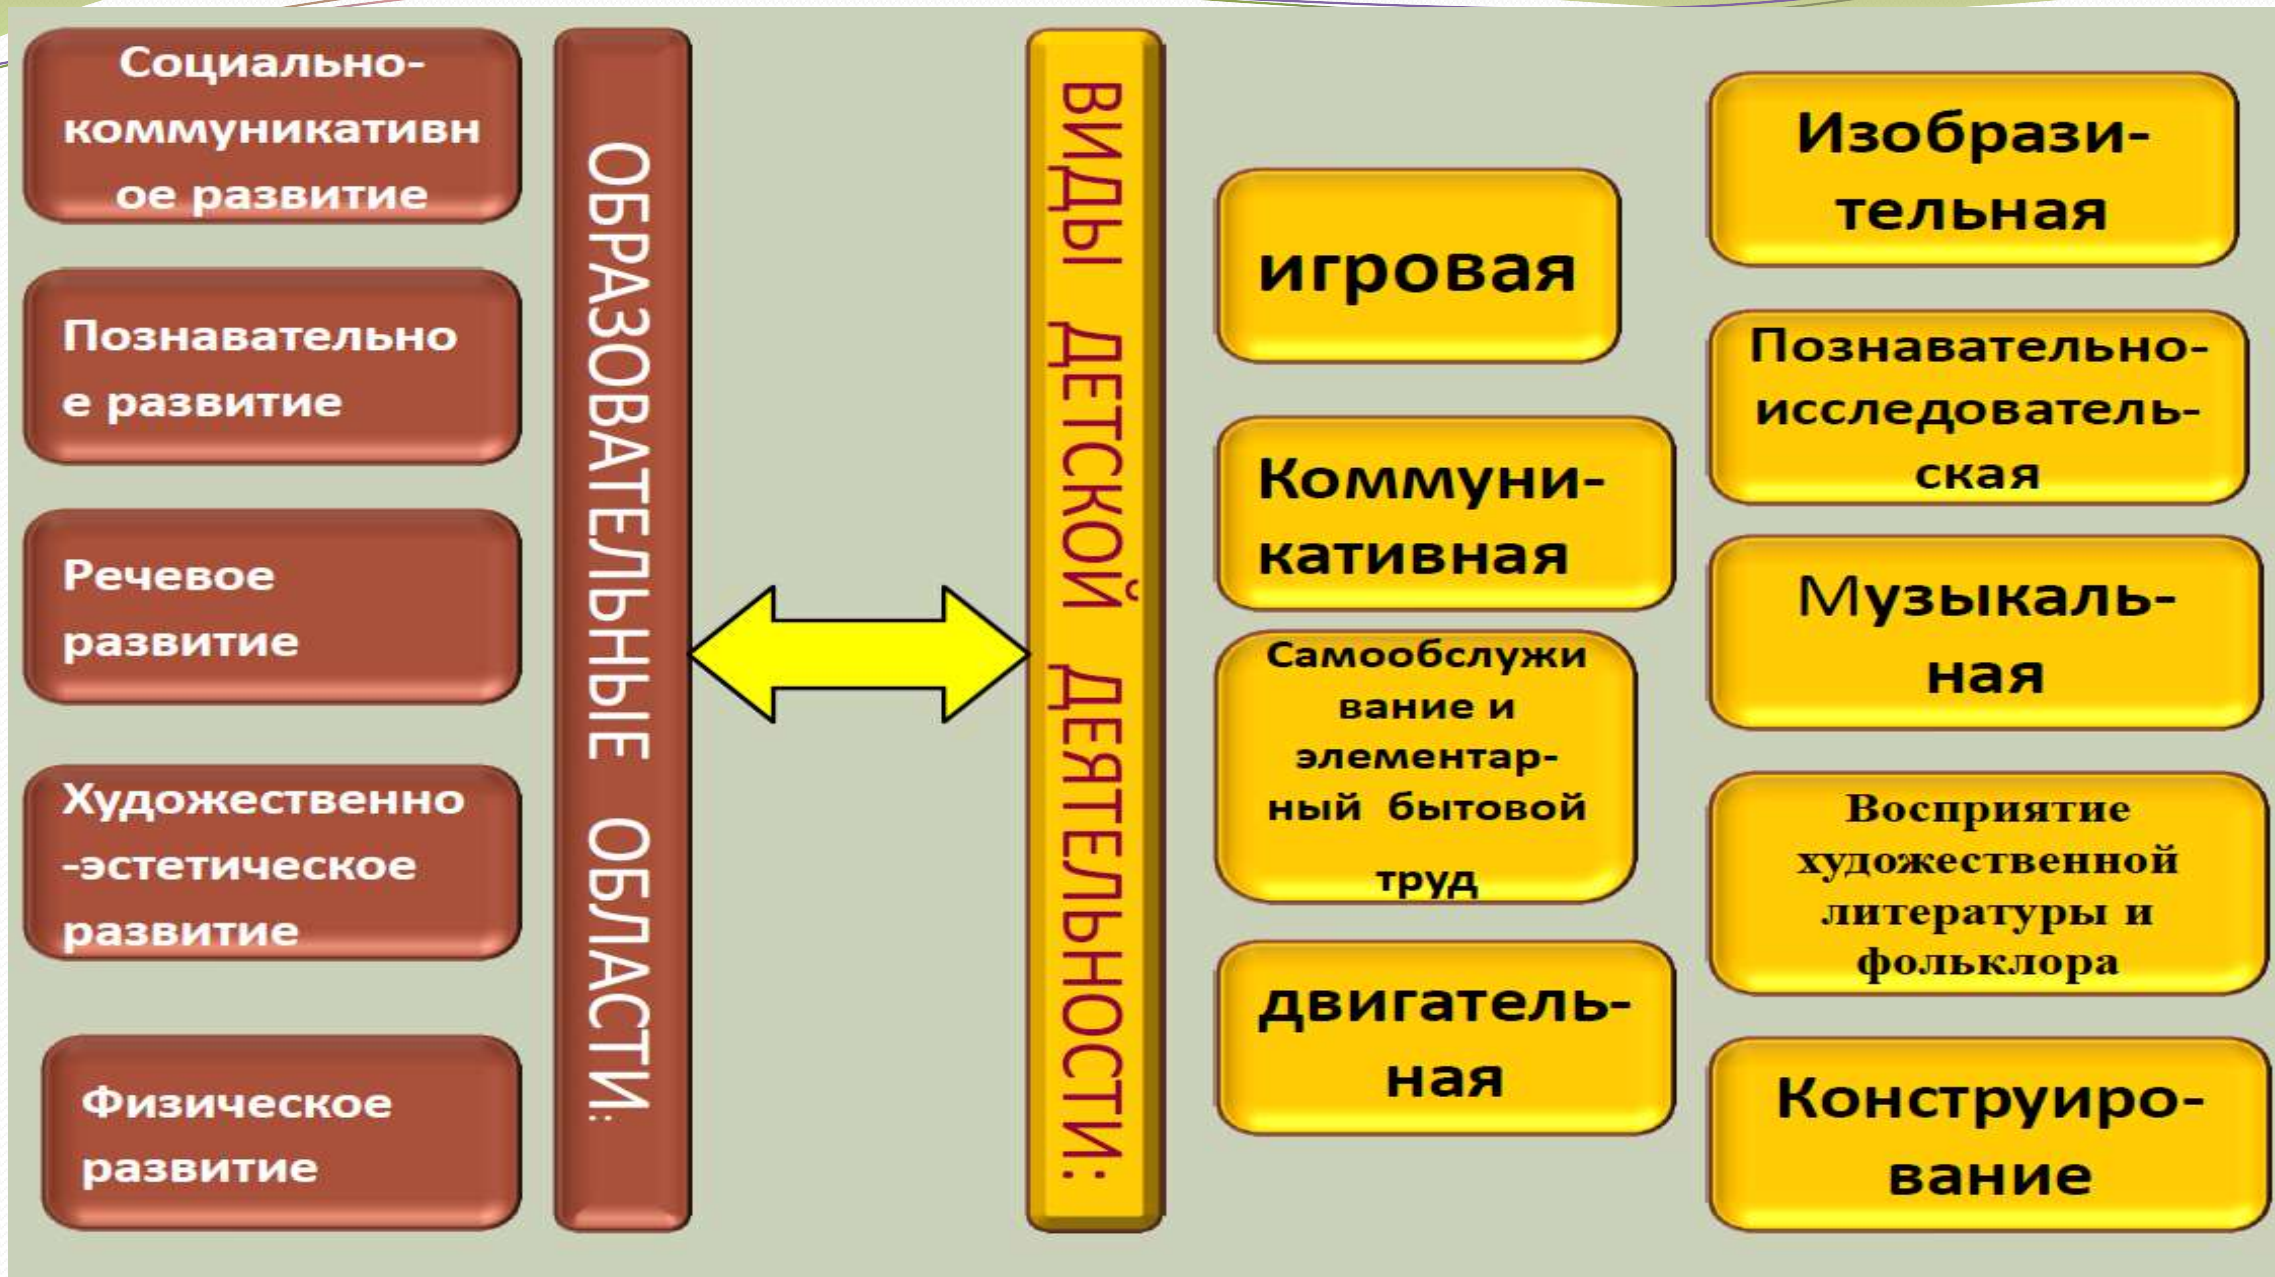 Социально-
коммуникативн
ое развитие
Познавательно
е развитие
Речевое
развитие
Художественно
-эстетическое
развитие
Физическое
развитие
ОБРАЗОВАТЕЛЬНЫЕ ОБЛАСТИ:
ВИДЫ ДЕТСКОЙ ДЕЯТЕЛЬНОСТИ:
игровая
Коммуни-
кативная
Самообслужи
вание и
элементар-
ный бытовой
труд
двигатель-
ная
Изобрази-
тельная
Познавательно-
исследователь-
ская
Музыкаль-
ная
Восприятие
художественной
литературы и
фольклора
Конструиро-
вание